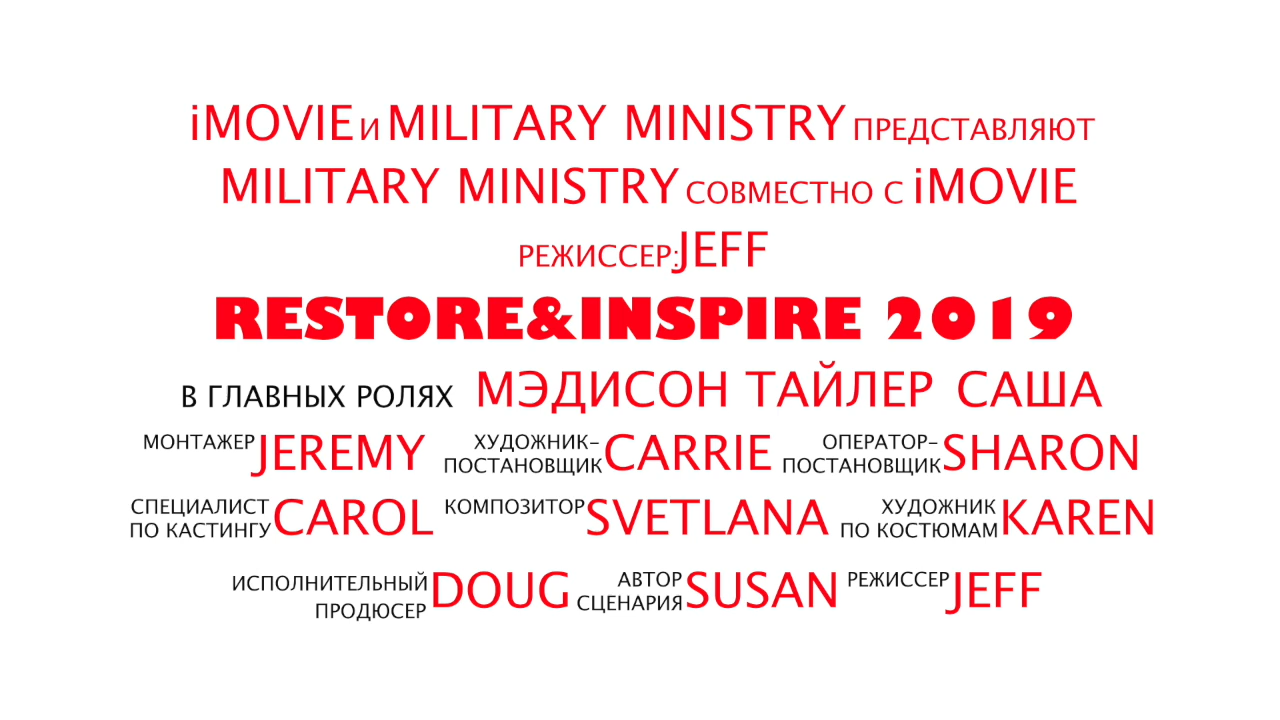 iMOVIE И MILITARY MINISTRY ПРЕДСТАВЛЯЮТ
MILITARY MINISTRY СОВМЕСТНО С iMOVIE
РЕЖИССЕР:JEFF
RESTORE&INSPIRE 2019
В ГЛАВНЫХ РОЛЯХ МЭДИСОН ТАЙЛЕР САША
МОНТАЖЕР JEREMY ХУДОЖНИК-ПОСТАНОВЩИК CARRIE ОПЕРАТОР-ПОСТАНОВЩИК SHARON
СПЕЦИАЛИСТ ПО КАСТИНГУ CAROL КОМПОЗИТОР SVETLANA ХУДОЖНИК ПО КОСТЮМАМ KAREN
ИСПОЛНИТЕЛЬНЫЙ ПРОДЮСЕР DOUG АВТОР СЦЕНАРИЯ SUSAN РЕЖИССЕР JEFF